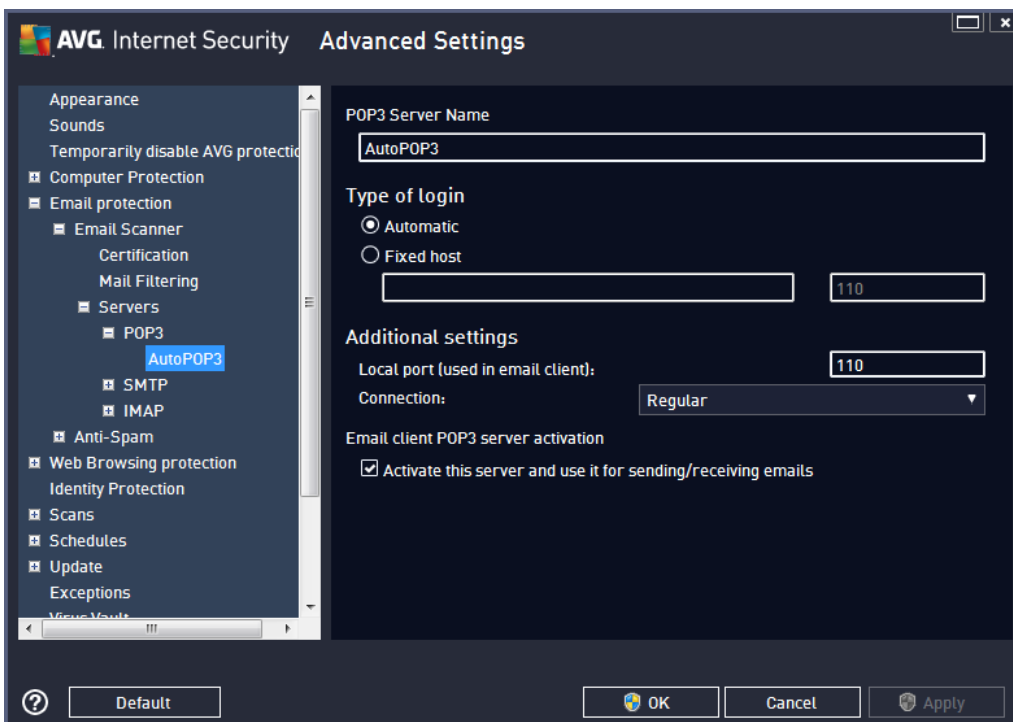 AVG. Internet Security Advanced Settings
Appearance
Sounds
Temporarily disable AVG protectio
Computer Protection
Email protection
Email Scanner
Certification
Mail Filtering
Servers
POP3
AutoPOP3
SMTP
IMAP
Anti-Spam
Web Browsing protection
Identity Protection
Scans
Schedules
Update
Exceptions
Virus Vault
POP3 Server Name
AutoPOP3
Type of login
Automatic
Fixed host
110
Additional settings
Local port (used in email client): 110
Connection: Regular
Email client POP3 server activation
Activate this server and use it for sending/receiving emails
Default
OK
Cancel
Apply